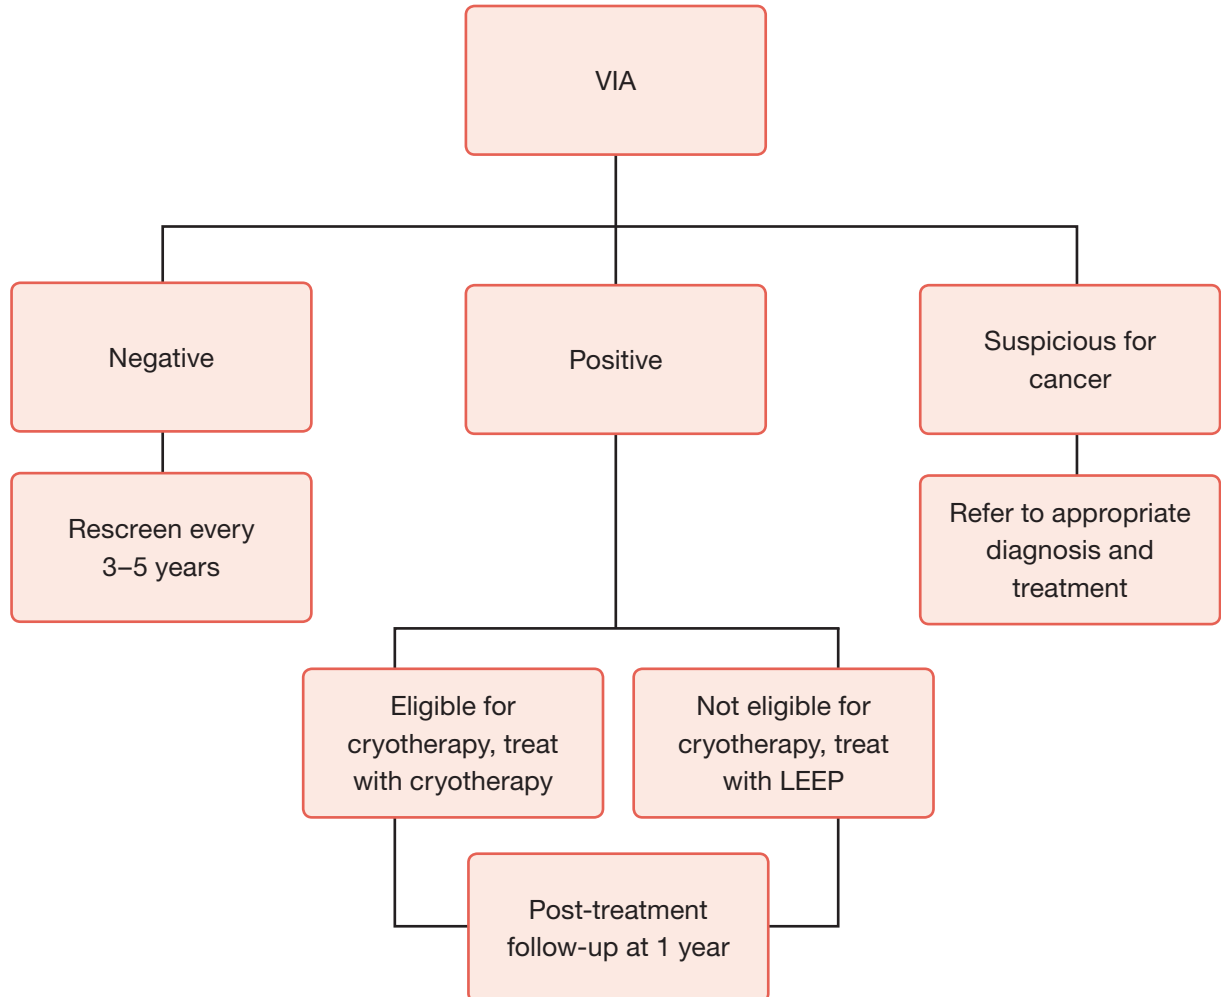 VIA
Negative
Positive
Suspicious for
cancer
Rescreen every
3–5 years
Refer to appropriate
diagnosis and
treatment
Eligible for
cryotherapy, treat
with cryotherapy
Not eligible for
cryotherapy, treat
with LEEP
Post-treatment
follow-up at 1 year